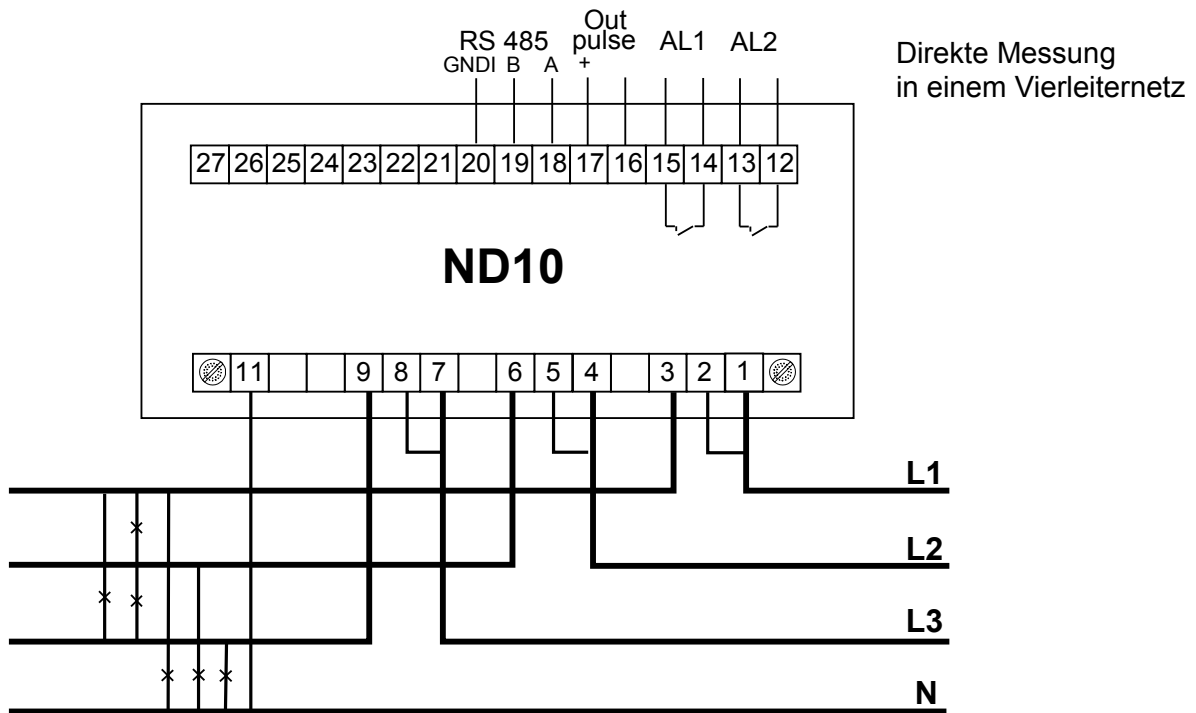 Out
RS 485 pulse AL1 AL2
GNDI B A +
Direkte Messung
in einem Vierleiternetz
27 26 25 24 23 22 21 20 19 18 17 16 15 14 13 12
ND10
11 9 8 7 6 5 4 3 2 1
L1
L2
L3
N